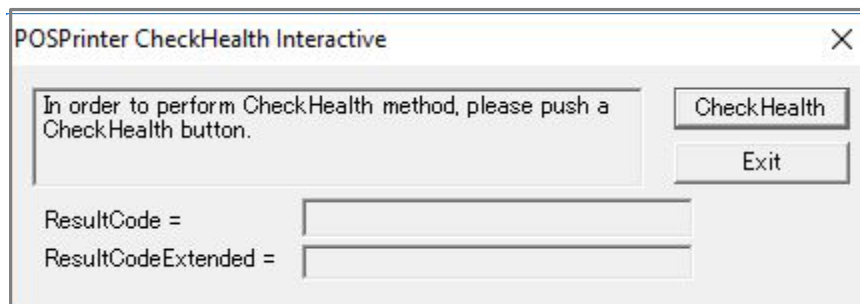 POSPrinter CheckHealth Interactive
In order to perform CheckHealth method, please push a
CheckHealth button.
CheckHealth
Exit
ResultCode =
ResultCodeExtended =